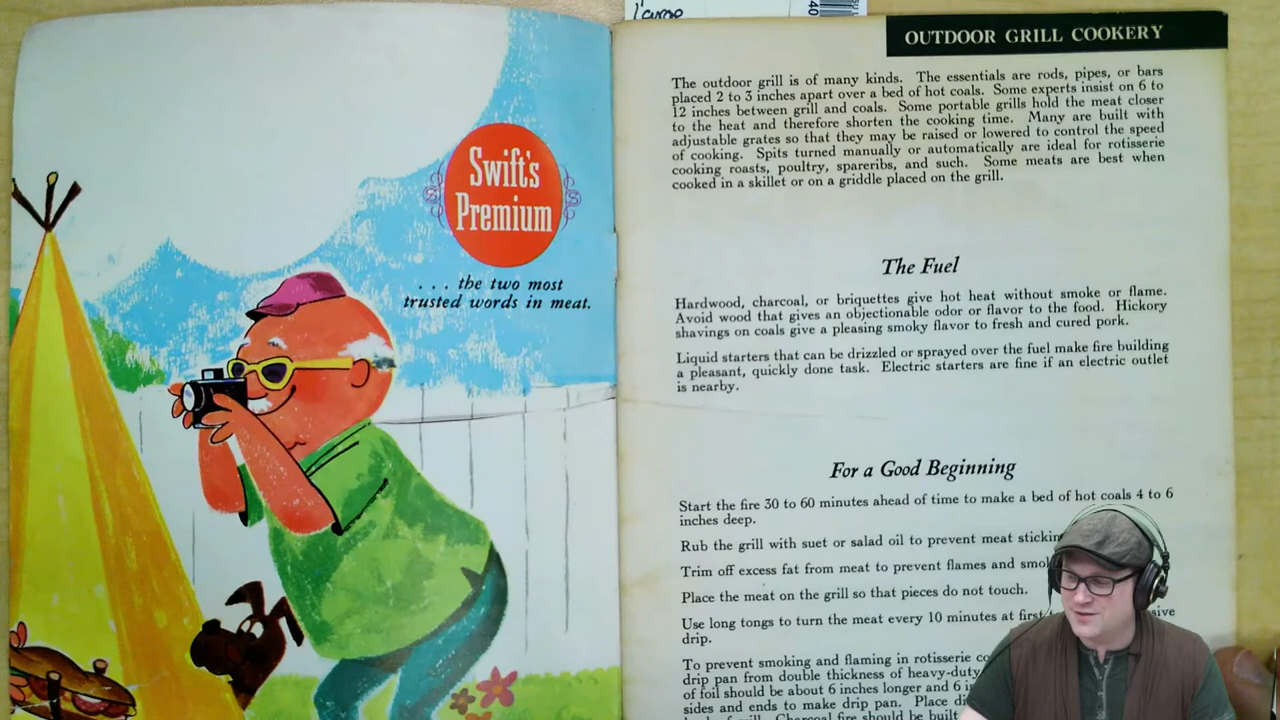 Swift's
Premium
. . . the two most
trusted words in meat.
OUTDOOR GRILL COOKERY
The outdoor grill is of many kinds. The essentials are rods, pipes, or bars
placed 2 to 3 inches apart over a bed of hot coals. Some experts insist on 6 to
12 inches between grill and coals. Some portable grills hold the meat closer
to the heat and therefore shorten the cooking time. Many are built with
adjustable grates so that they may be raised or lowered to control the speed
of cooking. Spits turned manually or automatically are ideal for rotisserie
cooking roasts, poultry, spareribs, and such. Some meats are best when
cooked in a skillet or on a griddle placed on the grill.
The Fuel
Hardwood, charcoal, or briquettes give hot heat without smoke or flame.
Avoid wood that gives an objectionable odor or flavor to the food. Hickory
shavings on coals give a pleasing smoky flavor to fresh and cured pork.
Liquid starters that can be drizzled or sprayed over the fuel make fire building
a pleasant, quickly done task. Electric starters are fine if an electric outlet
is nearby.
For a Good Beginning
Start the fire 30 to 60 minutes ahead of time to make a bed of hot coals 4 to 6
inches deep.
Rub the grill with suet or salad oil to prevent meat
Trim off excess fat from meat to prevent flames and
Place the meat on the grill so that pieces do not touch.
Use long tongs to turn the meat every 10 minutes at first
drip.
To prevent smoking and flaming in rotisserie
drip pan from double thickness of heavy-duty
of foil should be about 6 inches longer and 6
sides and ends to make drip pan. Place
Charcoal fire should be built